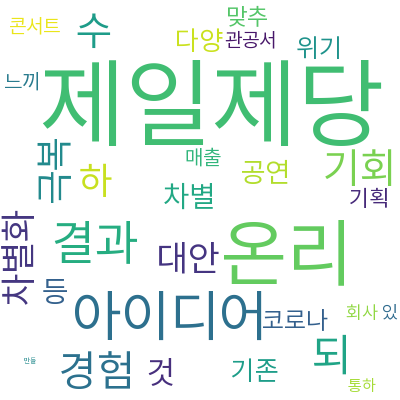 콘서트 수 맞추
다양 관공서 위기
느끼 제일제당
극복 하 매출 공연 기회
차별 기획
차별화 결과 대안 온리
등 아이디어 코로나 회사 있
만들 경험 것 기존 되
통하